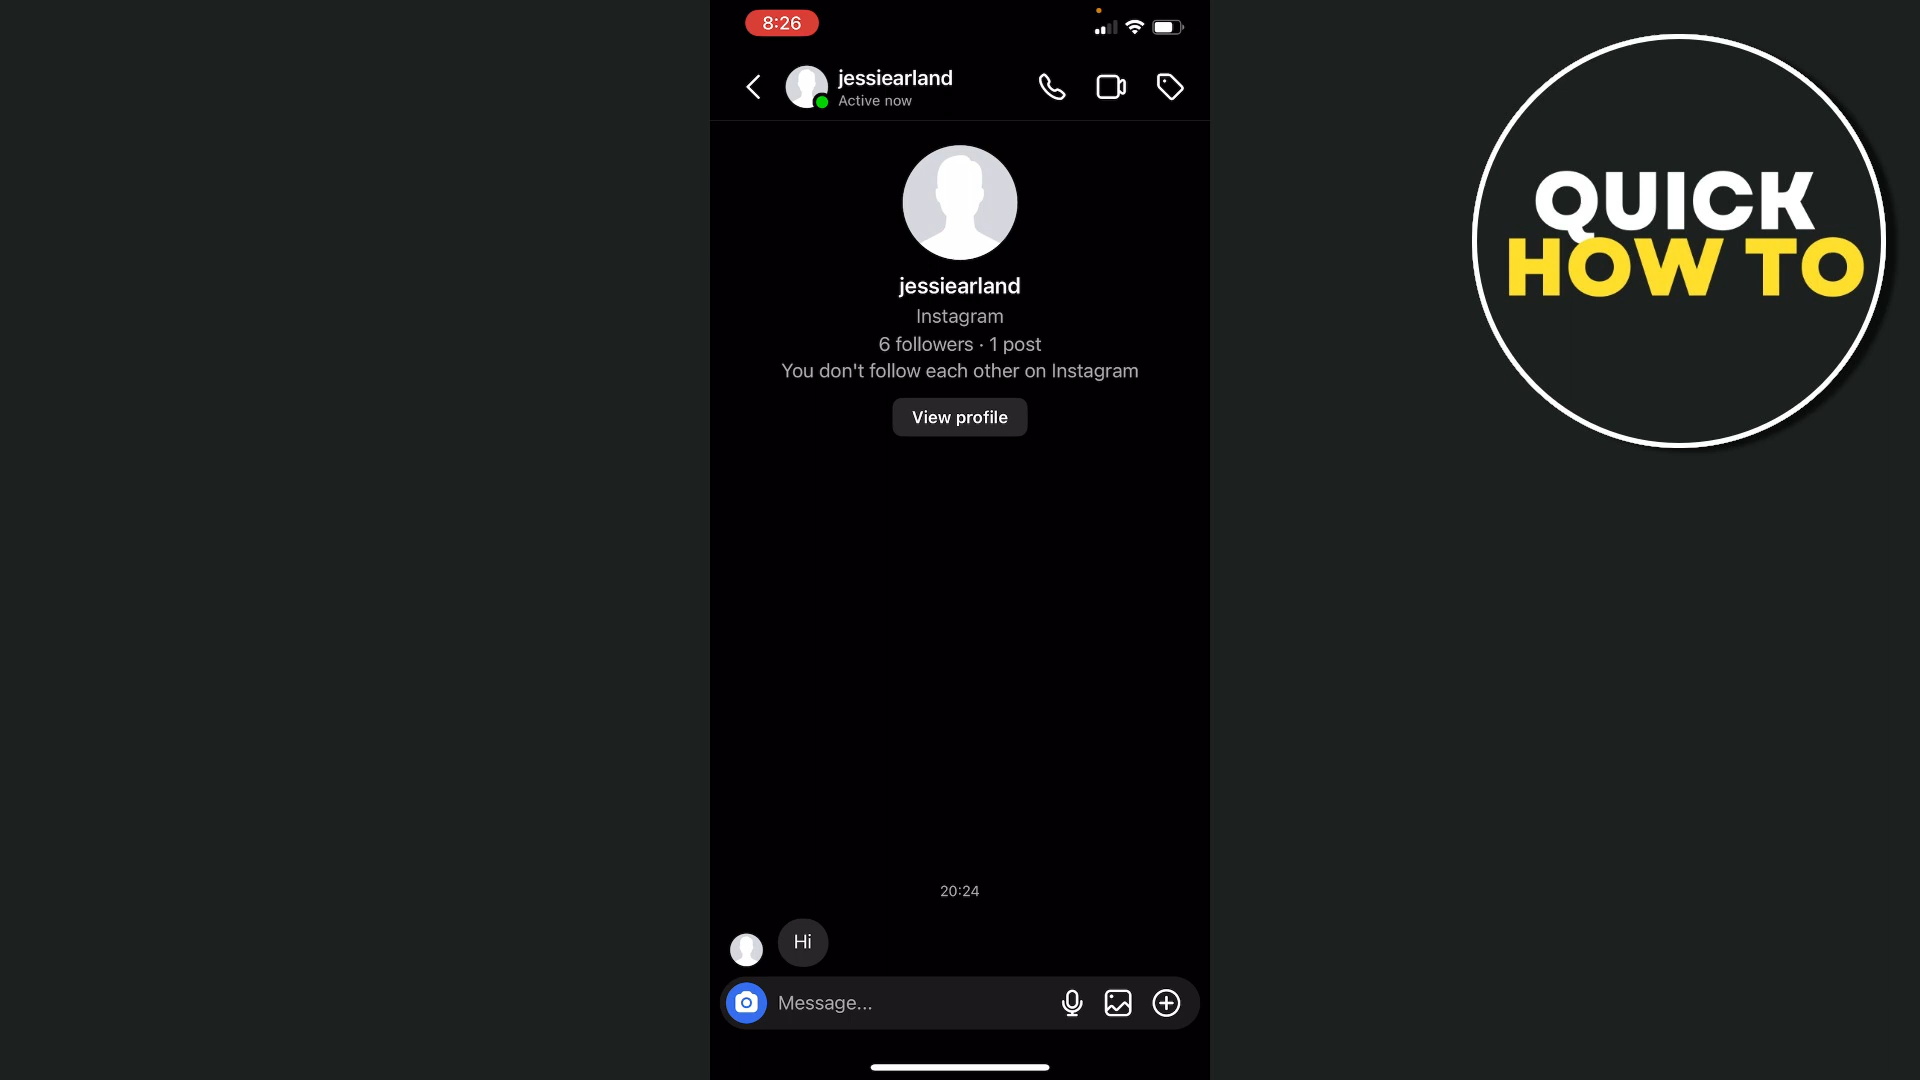 8:26
jessiearland
Active now
QUICK
HOW TO
jessiearland
Instagram
6 followers · 1 post
You don't follow each other on Instagram
View profile
20:24
Hi
Message...